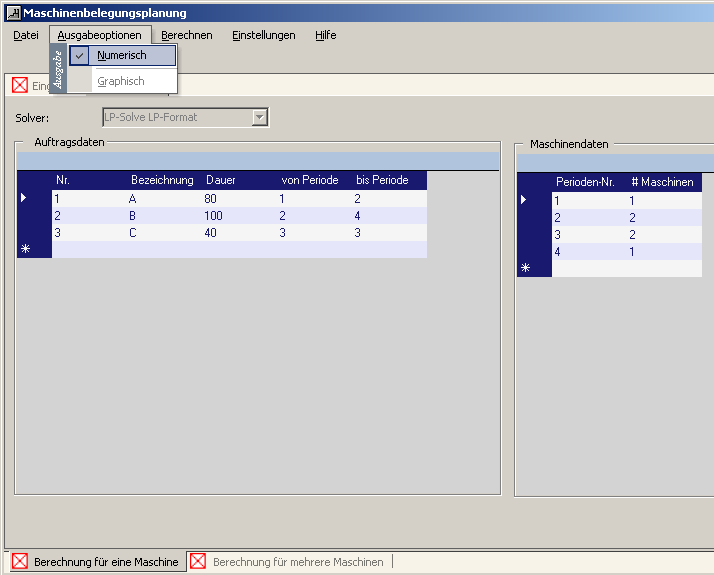 Maschinenbelegungsplanung
Datei Ausgabeoptionen Berechnen Einstellungen Hilfe
Ausgabe
Numerisch
Graphisch
Solver: LP-Solve LP-Format
Auftragsdaten
Nr. Bezeichnung Dauer von Periode bis Periode
1 A 80 1 2
2 B 100 2 4
3 C 40 3 3
Maschinendaten
Perioden-Nr. # Maschinen
1 1
2 2
3 2
4 1
Berechnung für eine Maschine Berechnung für mehrere Maschinen